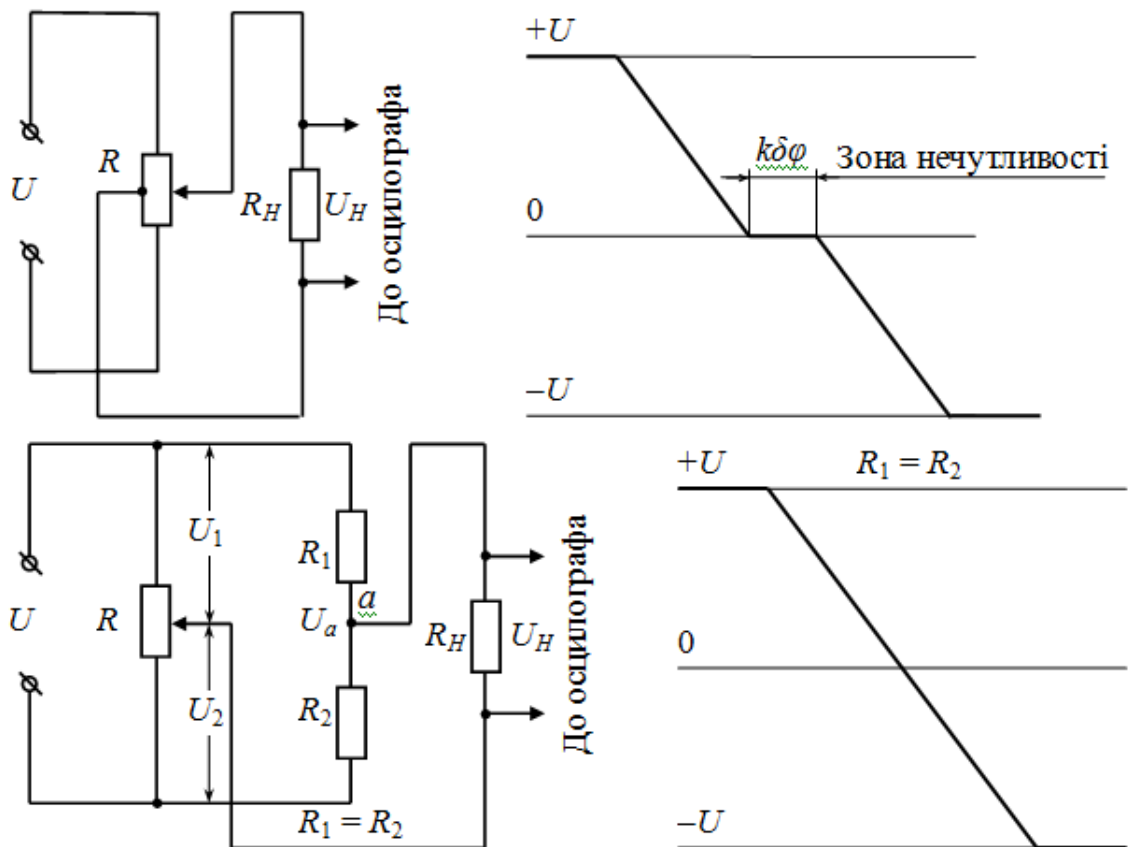 U
R
R_H
U_H
До осцилографа
+U
kδφ
Зона нечутливості
0
–U
U
R
U_1
U_2
R_1
a
U_a
R_2
R_1 = R_2
R_H
U_H
До осцилографа
+U
R_1 = R_2
0
–U